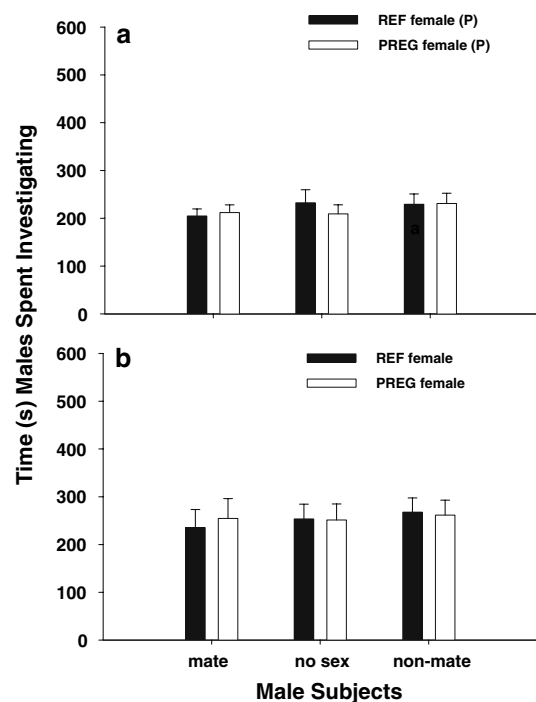 a
REF female (P)
PREG female (P)
600
500
400
300
200
100
0
a
b
REF female
PREG female
600
500
400
300
200
100
0
mate no sex non-mate
Male Subjects
Time (s) Males Spent Investigating